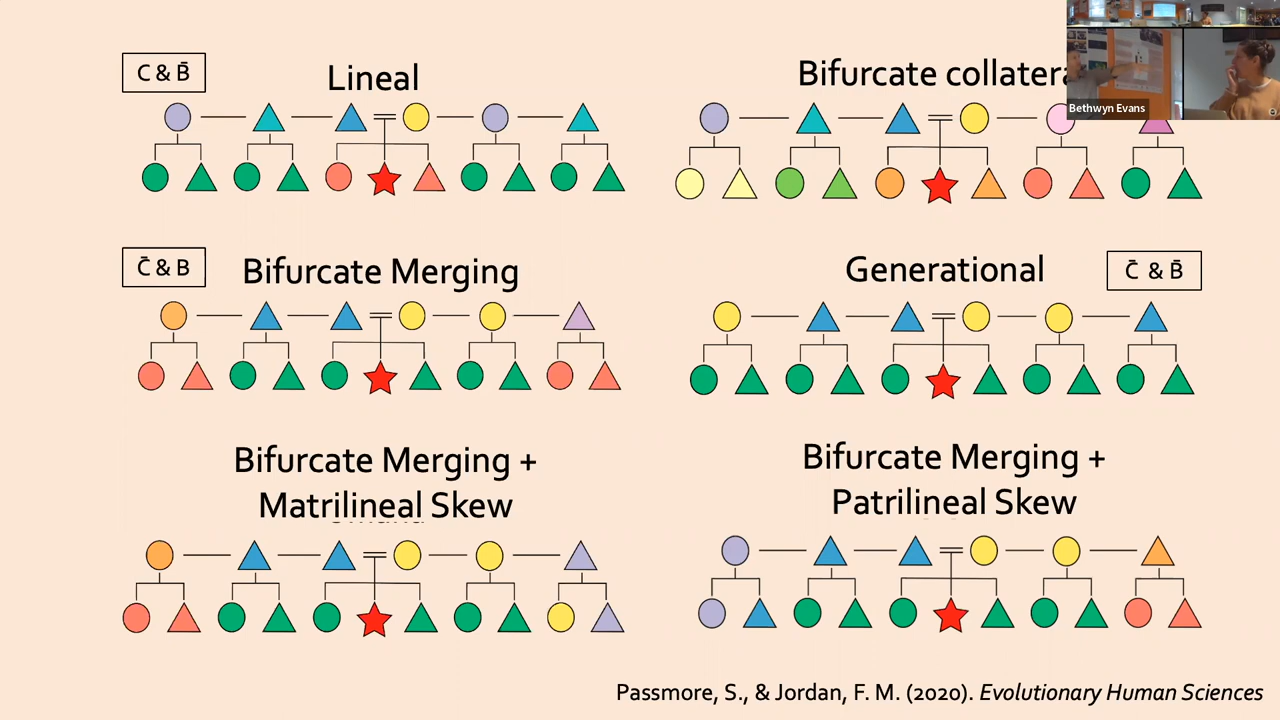 C & B̄
Lineal
Bifurcate collatera
Bethwyn Evans
C̄ & B
Bifurcate Merging
Generational
C̄ & B̄
Bifurcate Merging +
Matrilineal Skew
Bifurcate Merging +
Patrilineal Skew
Passmore, S., & Jordan, F. M. (2020). Evolutionary Human Sciences